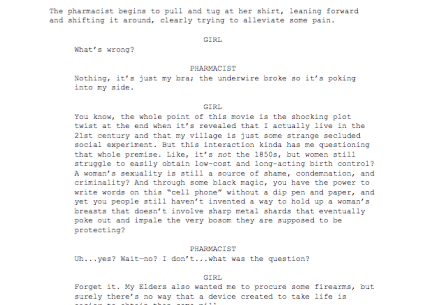 The pharmacist begins to pull and tug at her shirt, leaning forward
and shifting it around, clearly trying to alleviate some pain.
GIRL
What's wrong?
PHARMACIST
Nothing, it's just my bra; the underwire broke so it's poking
into my side.
GIRL
You know, the whole point of this movie is the shocking plot
twist at the end when it's revealed that I actually live in the
21st century and that my village is just some strange secluded
social experiment. But this interaction kinda has me questioning
that whole premise. Like, it's not the 1850s, but women still
struggle to easily obtain low-cost and long-acting birth control?
A woman's sexuality is still a source of shame, condemnation, and
criminality? And through some black magic, you have the power to
write words on this "cell phone" without a dip pen and paper, and
yet you people still haven't invented a way to hold up a woman's
breasts that doesn't involve sharp metal shards that eventually
poke out and impale the very bosom they are supposed to be
protecting?
PHARMACIST
Uh...yes? Wait—no? I don't...what was the question?
GIRL
Forget it. My Elders also wanted me to procure some firearms, but
surely there's no way that a device created to take life is